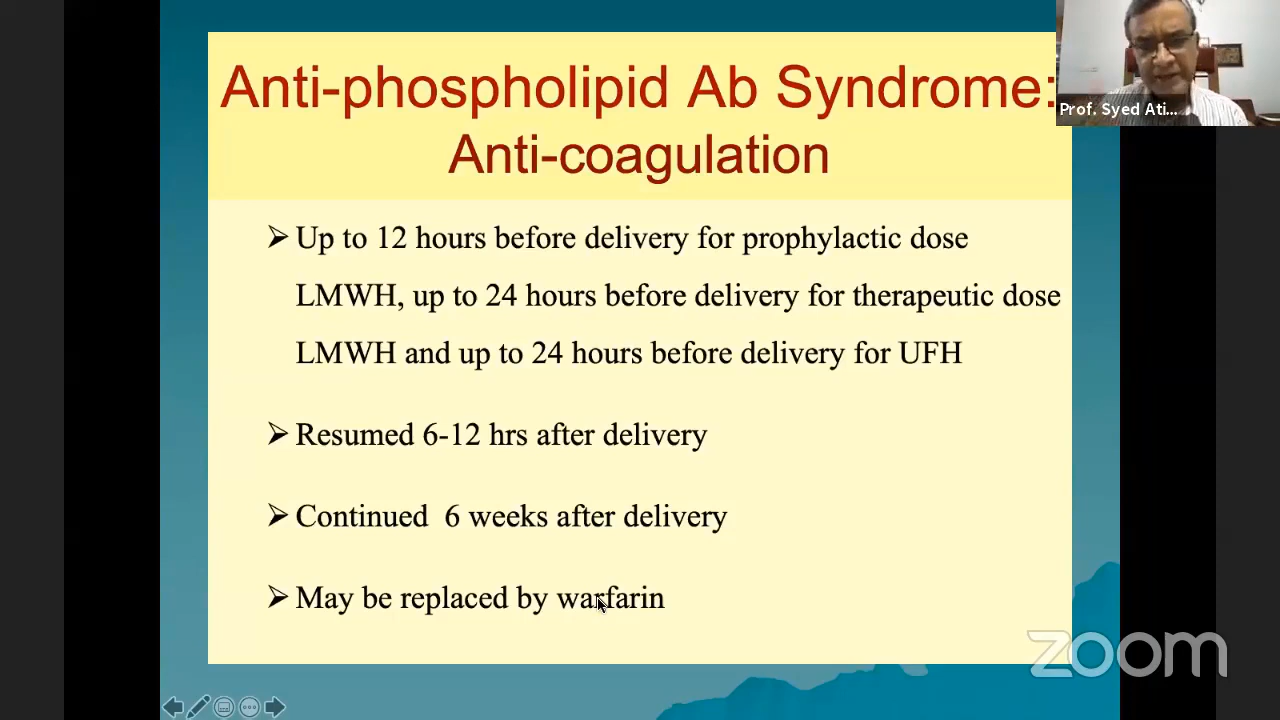 Anti-phospholipid Ab Syndrome:
Anti-coagulation
Prof. Syed Ati...
➢ Up to 12 hours before delivery for prophylactic dose
LMWH, up to 24 hours before delivery for therapeutic dose
LMWH and up to 24 hours before delivery for UFH
➢ Resumed 6-12 hrs after delivery
➢ Continued 6 weeks after delivery
➢ May be replaced by warfarin
zoom